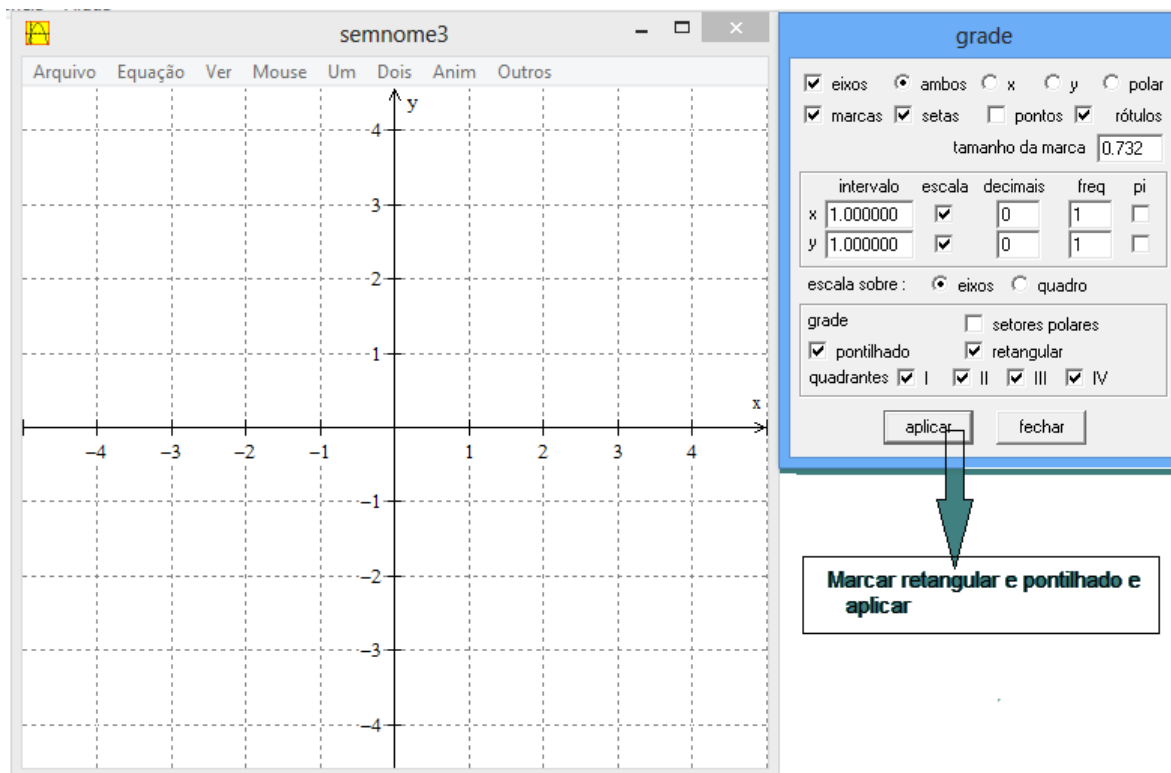 semnome3
Arquivo Equação Ver Mouse Um Dois Anim Outros
y
4
3
2
1
x
−4 −3 −2 −1 1 2 3 4
−1
−2
−3
−4
grade
eixos ambos x y polar
marcas setas pontos rótulos
tamanho da marca 0.732
intervalo escala decimais freq pi
x 1.000000 0 1
y 1.000000 0 1
escala sobre : eixos quadro
grade setores polares
pontilhado retangular
quadrantes I II III IV
aplicar fechar
Marcar retangular e pontilhado e
aplicar